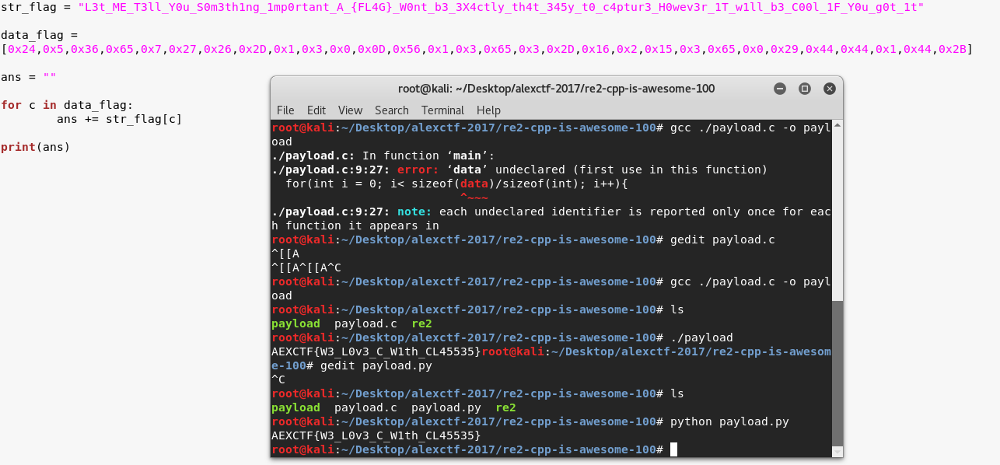 str_flag = "L3t_ME_T3ll_Y0u_S0m3th1ng_1mp0rtant_A_{FL4G}_W0nt_b3_3X4ctly_th4t_345y_t0_c4ptur3_H0wev3r_1T_w1ll_b3_C00l_1F_Y0u_g0t_1t"
data_flag =
[0x24,0x5,0x36,0x65,0x7,0x27,0x26,0x2D,0x1,0x3,0x0,0x0D,0x56,0x1,0x3,0x65,0x3,0x2D,0x16,0x2,0x15,0x3,0x65,0x0,0x29,0x44,0x44,0x1,0x44,0x2B]
ans = ""
for c in data_flag:
        ans += str_flag[c]
print(ans)
root@kali: ~/Desktop/alexctf-2017/re2-cpp-is-awesome-100
File Edit View Search Terminal Help
root@kali:~/Desktop/alexctf-2017/re2-cpp-is-awesome-100# gcc ./payload.c -o payl
oad
./payload.c: In function ‘main’:
./payload.c:9:27: error: ‘data’ undeclared (first use in this function)
  for(int i = 0; i< sizeof(data)/sizeof(int); i++){
                           ^~~~
./payload.c:9:27: note: each undeclared identifier is reported only once for eac
h function it appears in
root@kali:~/Desktop/alexctf-2017/re2-cpp-is-awesome-100# gedit payload.c
^[[A
^[[A^[[A^C
root@kali:~/Desktop/alexctf-2017/re2-cpp-is-awesome-100# gcc ./payload.c -o payl
oad
root@kali:~/Desktop/alexctf-2017/re2-cpp-is-awesome-100# ls
payload  payload.c  re2
root@kali:~/Desktop/alexctf-2017/re2-cpp-is-awesome-100# ./payload
AEXCTF{W3_L0v3_C_W1th_CL45535}root@kali:~/Desktop/alexctf-2017/re2-cpp-is-awesom
e-100# gedit payload.py
^C
root@kali:~/Desktop/alexctf-2017/re2-cpp-is-awesome-100# ls
payload  payload.c  payload.py  re2
root@kali:~/Desktop/alexctf-2017/re2-cpp-is-awesome-100# python payload.py
AEXCTF{W3_L0v3_C_W1th_CL45535}
root@kali:~/Desktop/alexctf-2017/re2-cpp-is-awesome-100#